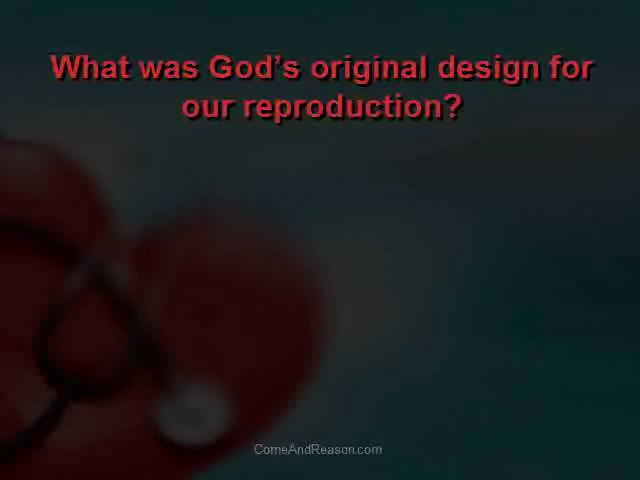 What was God's original design for
our reproduction?
ComeAndReason.com